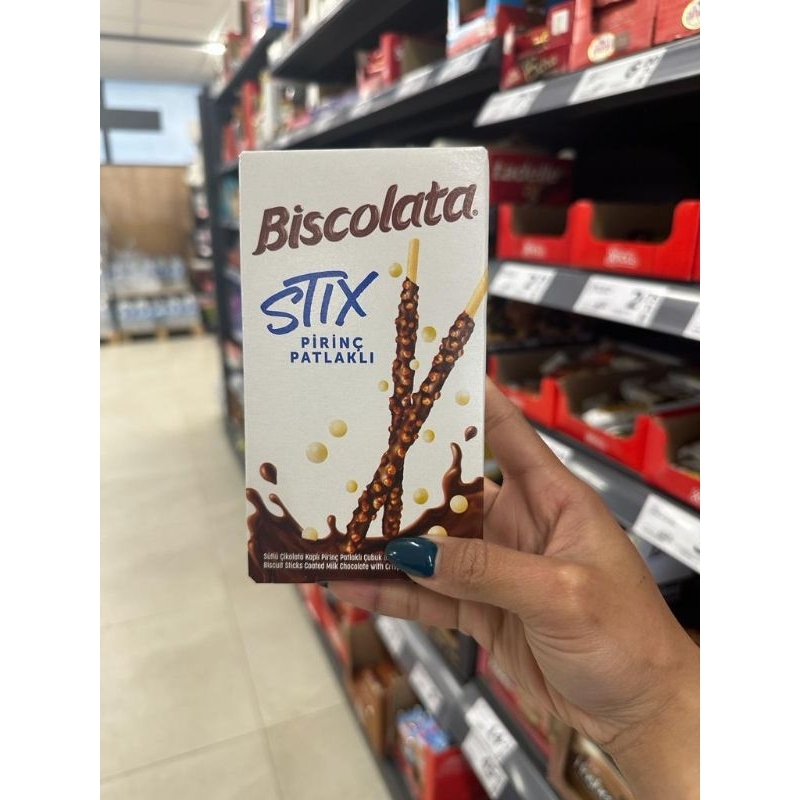 Biscolata
STIX
PİRİNÇ
PATLAKLI
Sütlü Çikolata Kaplı Pirinç Patlaklı Çubuk
Biscuit Sticks Coated Milk Chocolate with